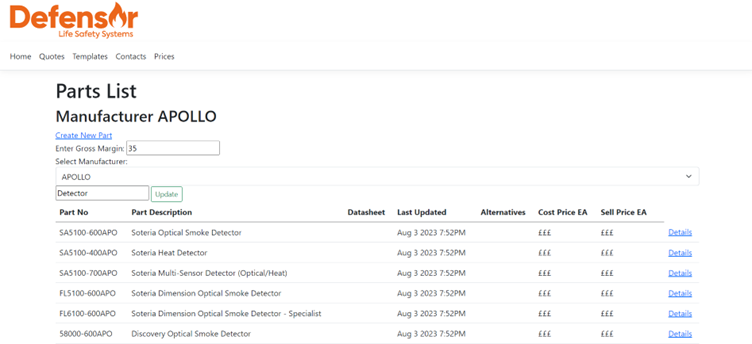 Defensor
Life Safety Systems
Home Quotes Templates Contacts Prices
Parts List
Manufacturer APOLLO
Create New Part
Enter Gross Margin: 35
Select Manufacturer:
APOLLO
Detector Update
Part No Part Description Datasheet Last Updated Alternatives Cost Price EA Sell Price EA
SA5100-600APO Soteria Optical Smoke Detector Aug 3 2023 7:52PM £££ £££ Details
SA5100-400APO Soteria Heat Detector Aug 3 2023 7:52PM £££ £££ Details
SA5100-700APO Soteria Multi-Sensor Detector (Optical/Heat) Aug 3 2023 7:52PM £££ £££ Details
FL5100-600APO Soteria Dimension Optical Smoke Detector Aug 3 2023 7:52PM £££ £££ Details
FL6100-600APO Soteria Dimension Optical Smoke Detector - Specialist Aug 3 2023 7:52PM £££ £££ Details
58000-600APO Discovery Optical Smoke Detector Aug 3 2023 7:52PM £££ £££ Details